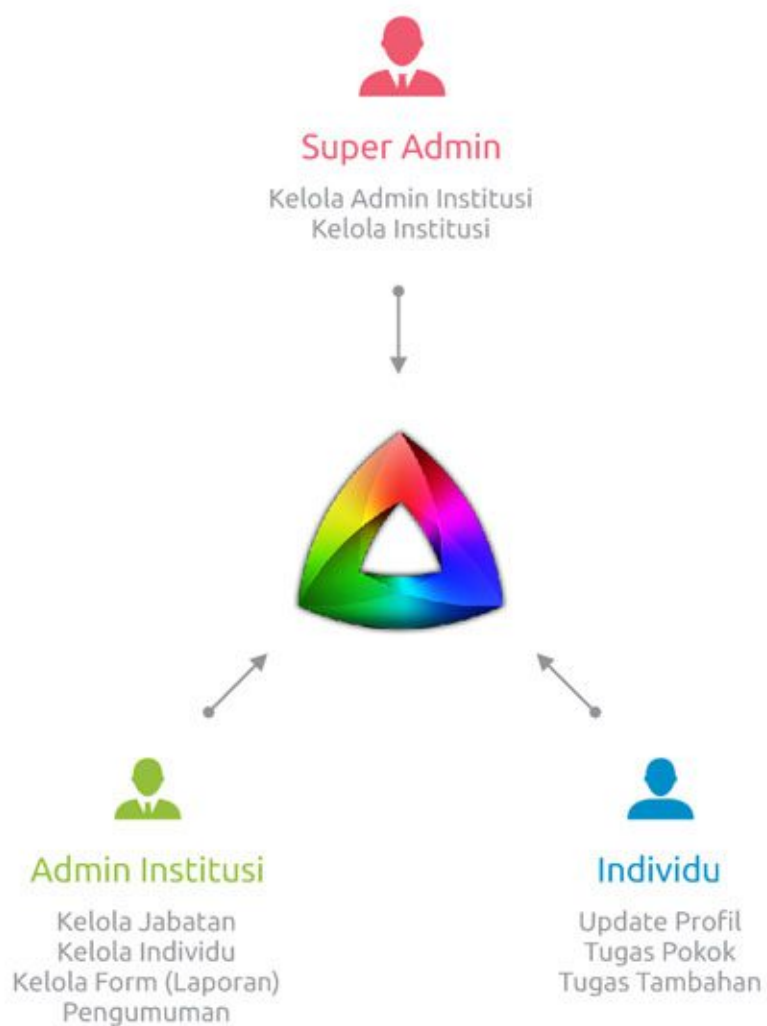 Super Admin
Kelola Admin Institusi
Kelola Institusi
Admin Institusi
Kelola Jabatan
Kelola Individu
Kelola Form (Laporan)
Pengumuman
Individu
Update Profil
Tugas Pokok
Tugas Tambahan